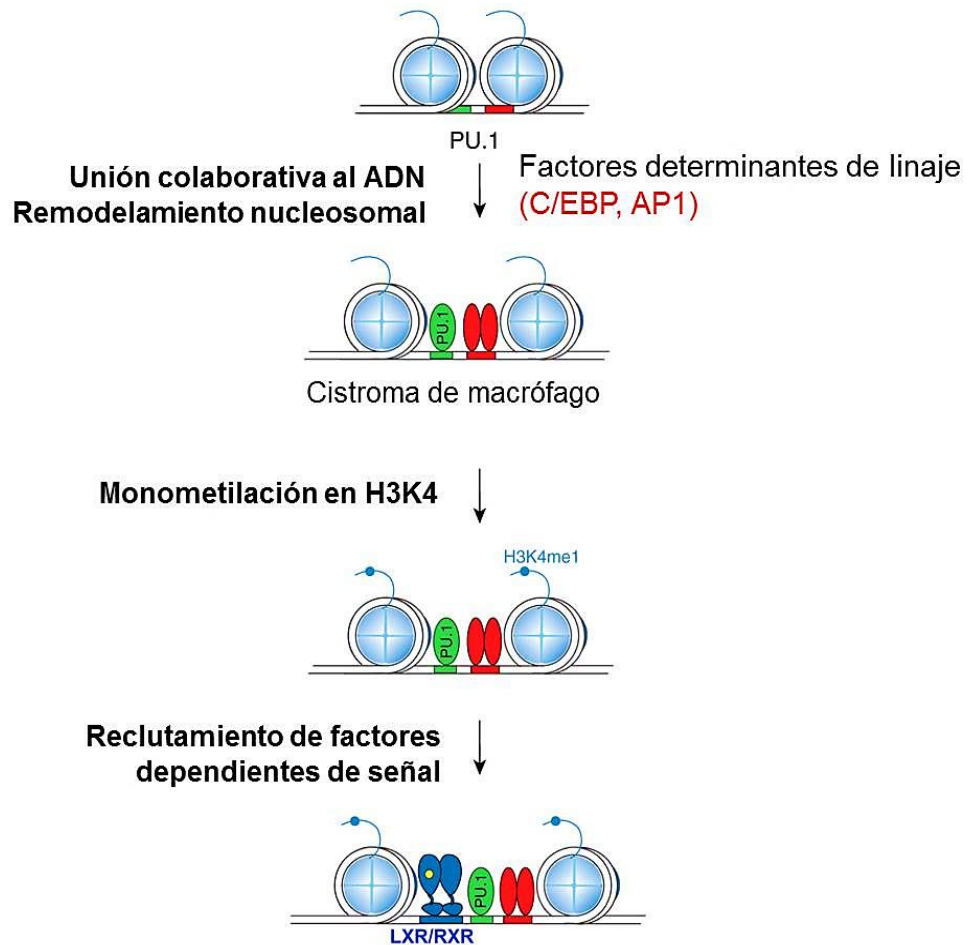 PU.1
Unión colaborativa al ADN
Remodelamiento nucleosomal
Factores determinantes de linaje
(C/EBP, AP1)
PU.1
Cistroma de macrófago
Monometilación en H3K4
H3K4me1
PU.1
Reclutamiento de factores
dependientes de señal
PU.1
LXR/RXR